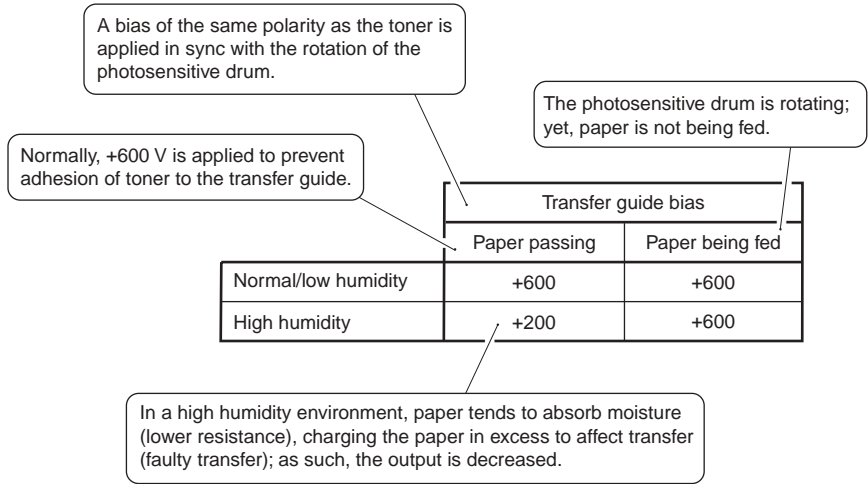 A bias of the same polarity as the toner is
applied in sync with the rotation of the
photosensitive drum.
The photosensitive drum is rotating;
yet, paper is not being fed.
Normally, +600 V is applied to prevent
adhesion of toner to the transfer guide.
Transfer guide bias
Paper passing Paper being fed
Normal/low humidity +600 +600
High humidity +200 +600
In a high humidity environment, paper tends to absorb moisture
(lower resistance), charging the paper in excess to affect transfer
(faulty transfer); as such, the output is decreased.